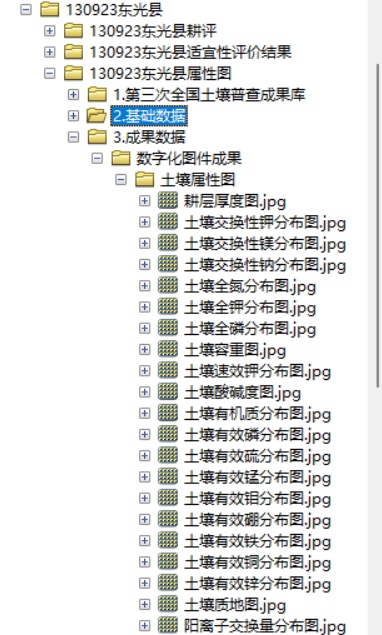 130923东光县
130923东光县耕评
130923东光县适宜性评价结果
130923东光县属性图
1.第三次全国土壤普查成果库
2.基础数据
3.成果数据
数字化图件成果
土壤属性图
耕层厚度图.jpg
土壤交换性钾分布图.jpg
土壤交换性镁分布图.jpg
土壤交换性钠分布图.jpg
土壤全氮分布图.jpg
土壤全钾分布图.jpg
土壤全磷分布图.jpg
土壤容重图.jpg
土壤速效钾分布图.jpg
土壤酸碱度图.jpg
土壤有机质分布图.jpg
土壤有效磷分布图.jpg
土壤有效硫分布图.jpg
土壤有效锰分布图.jpg
土壤有效钼分布图.jpg
土壤有效硼分布图.jpg
土壤有效铁分布图.jpg
土壤有效铜分布图.jpg
土壤有效锌分布图.jpg
土壤质地图.jpg
阳离子交换量分布图.jpg